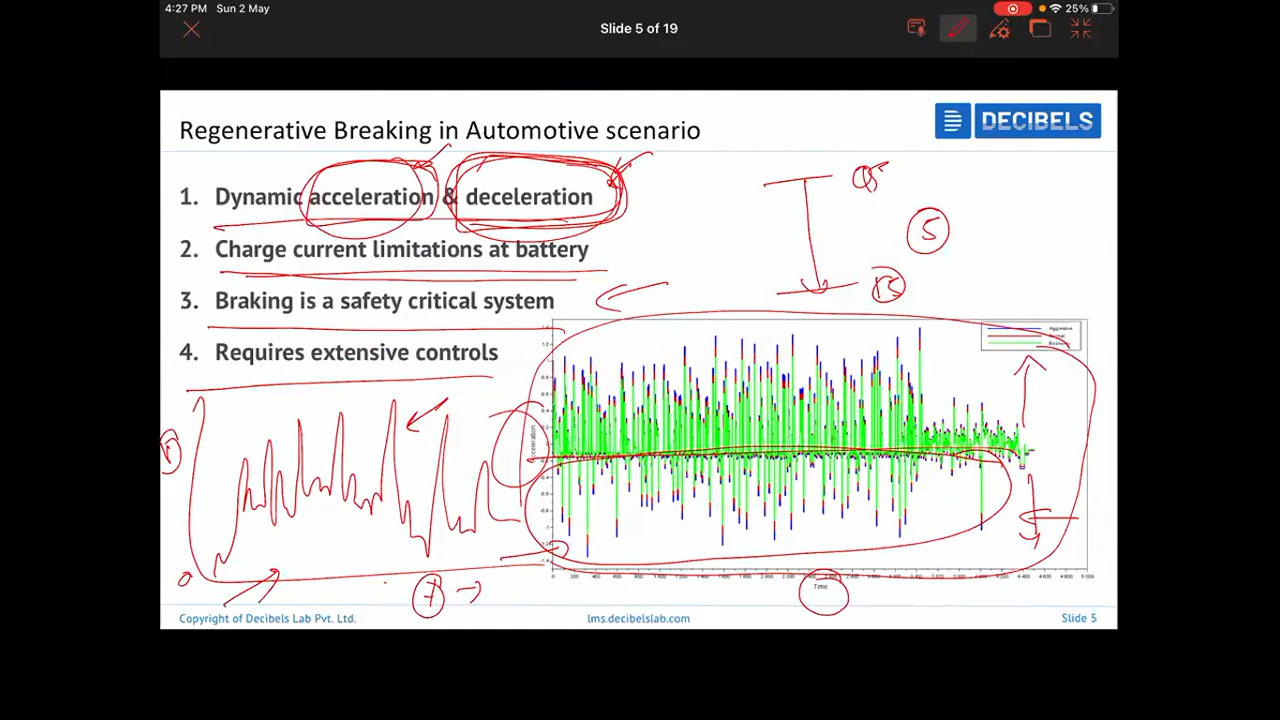 4:27 PM Sun 2 May 25%
Slide 5 of 19
Regenerative Breaking in Automotive scenario
DECIBELS
1. Dynamic acceleration & deceleration
2. Charge current limitations at battery
3. Braking is a safety critical system
4. Requires extensive controls
5
Aggressive
Time
Copyright of Decibels Lab Pvt. Ltd.
lms.decibelslab.com
Slide 5